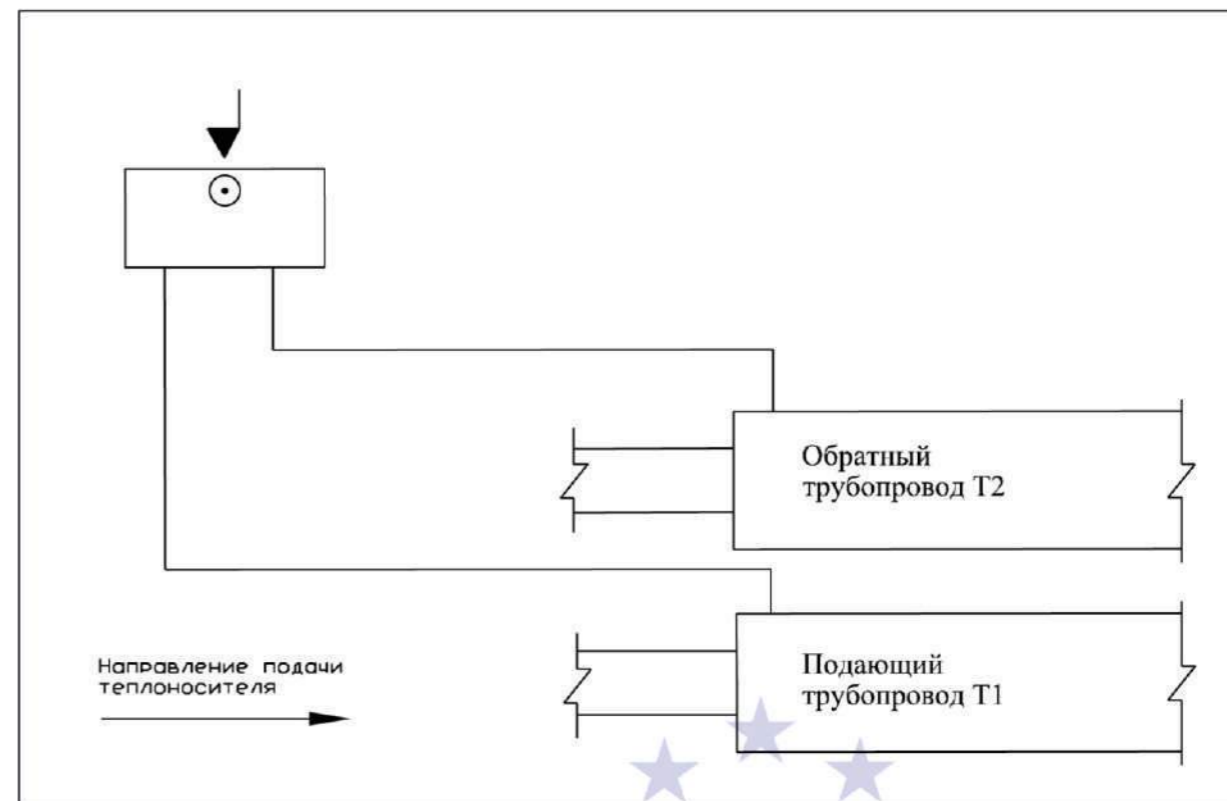 Обратный
трубопровод Т2
Направление подачи
теплоносителя
Подающий
трубопровод Т1